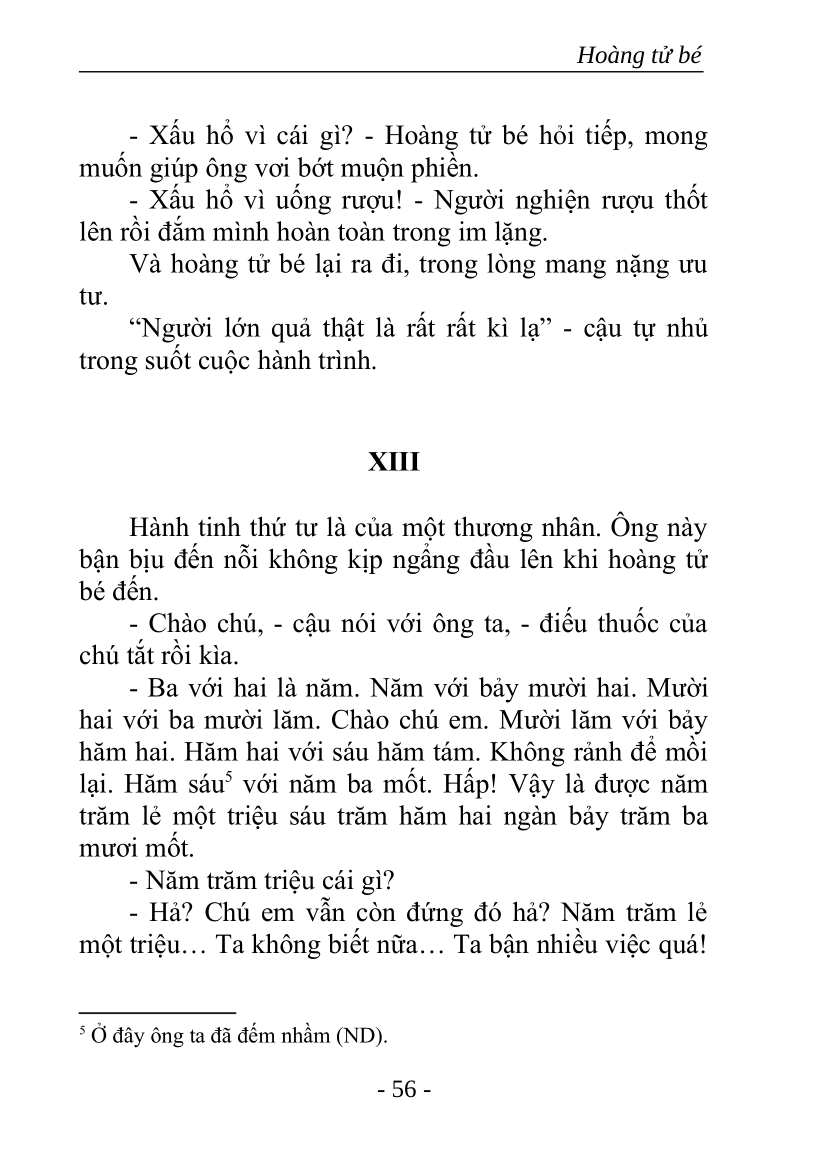 Hoàng tử bé
- Xấu hổ vì cái gì? - Hoàng tử bé hỏi tiếp, mong
muốn giúp ông vơi bớt muộn phiền.
- Xấu hổ vì uống rượu! - Người nghiện rượu thốt
lên rồi đắm mình hoàn toàn trong im lặng.
Và hoàng tử bé lại ra đi, trong lòng mang nặng ưu
tư.
“Người lớn quả thật là rất rất kì lạ” - cậu tự nhủ
trong suốt cuộc hành trình.
XIII
Hành tinh thứ tư là của một thương nhân. Ông này
bận bịu đến nỗi không kịp ngẩng đầu lên khi hoàng tử
bé đến.
- Chào chú, - cậu nói với ông ta, - điếu thuốc của
chú tắt rồi kìa.
- Ba với hai là năm. Năm với bảy mười hai. Mười
hai với ba mười lăm. Chào chú em. Mười lăm với bảy
hăm hai. Hăm hai với sáu hăm tám. Không rảnh để mồi
lại. Hăm sáu⁵ với năm ba mốt. Hấp! Vậy là được năm
trăm lẻ một triệu sáu trăm hăm hai ngàn bảy trăm ba
mươi mốt.
- Năm trăm triệu cái gì?
- Hả? Chú em vẫn còn đứng đó hả? Năm trăm lẻ
một triệu… Ta không biết nữa… Ta bận nhiều việc quá!
⁵ Ở đây ông ta đã đếm nhầm (ND).
- 56 -